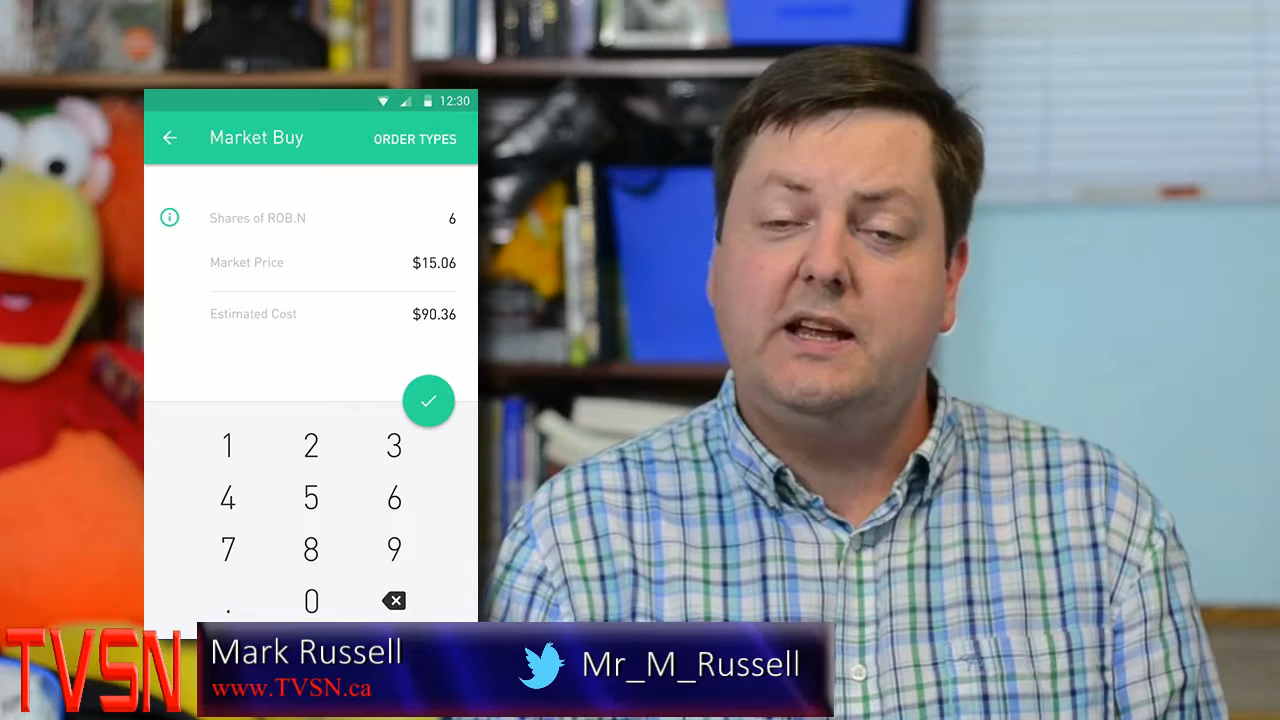 12:30
Market Buy ORDER TYPES
Shares of ROB.N 6
Market Price $15.06
Estimated Cost $90.36
1 2 3
4 5 6
7 8 9
. 0
TVSN
Mark Russell
www.TVSN.ca
Mr_M_Russell